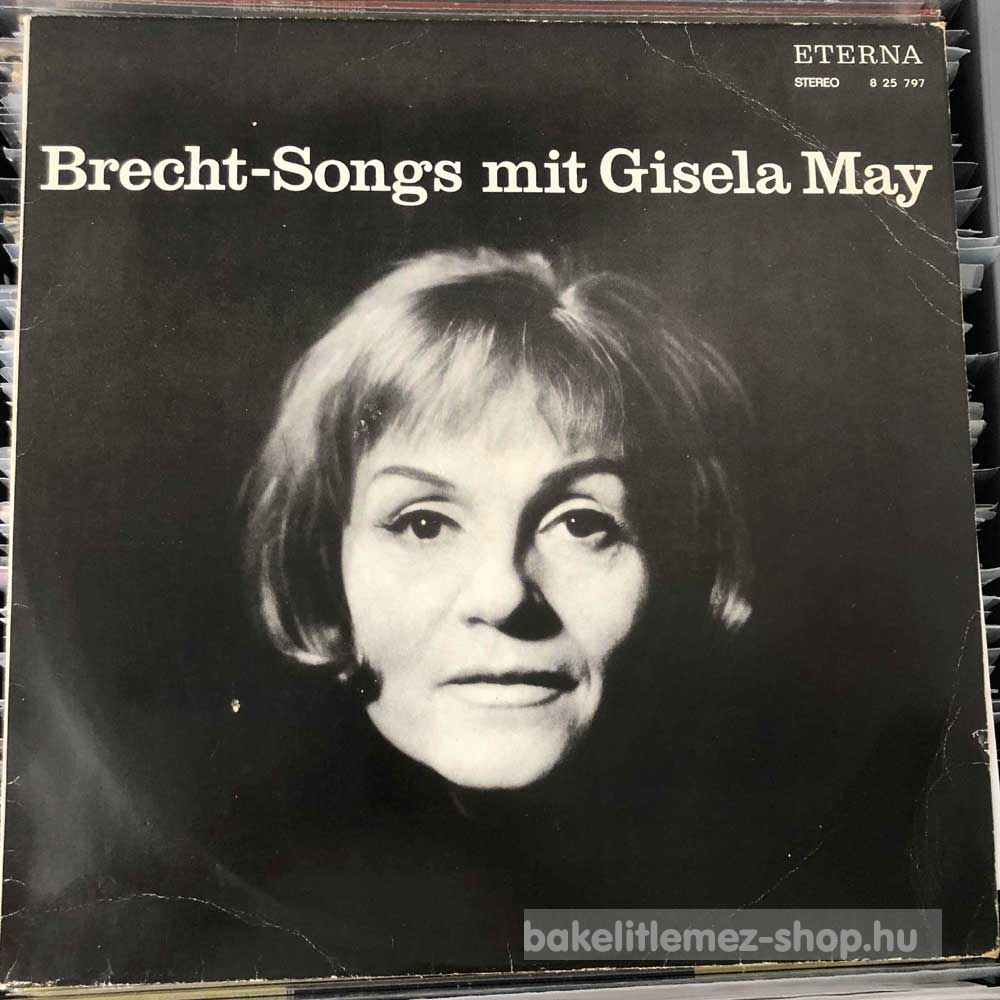 ETERNA
STEREO 8 25 797
Brecht-Songs mit Gisela May
bakelitlemez-shop.hu